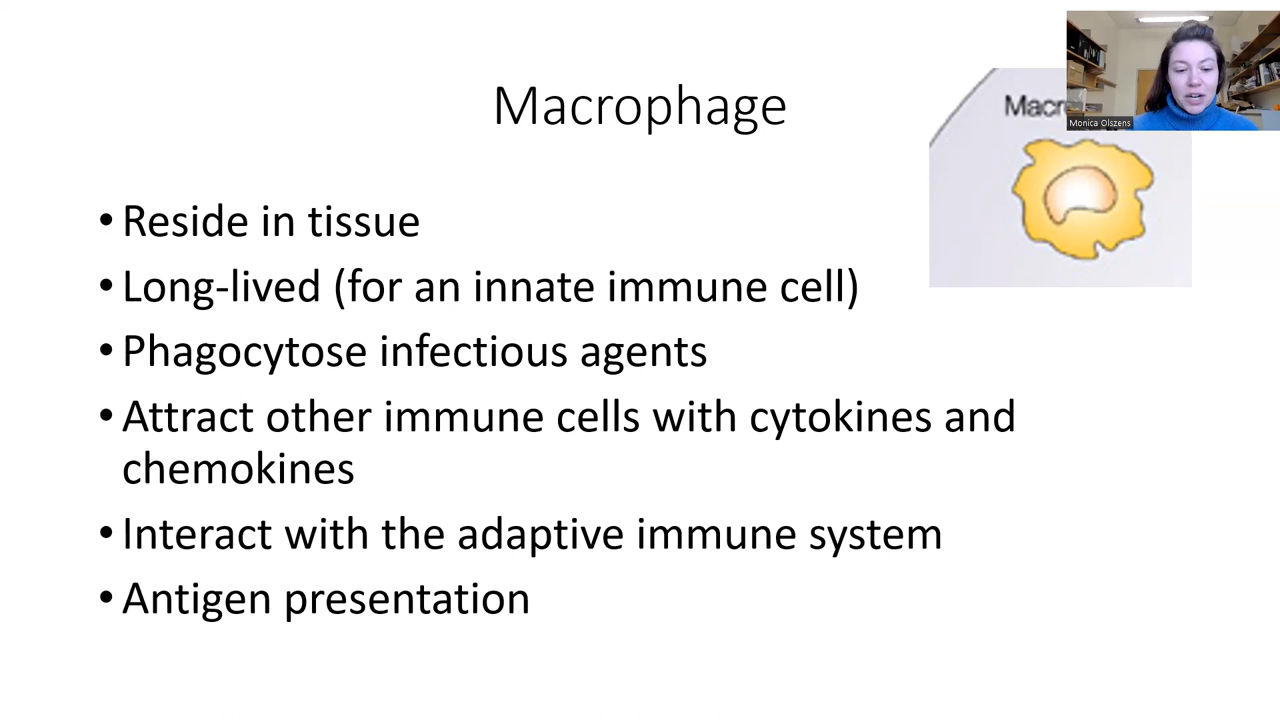 Macrophage
Monica Olszens
• Reside in tissue
• Long-lived (for an innate immune cell)
• Phagocytose infectious agents
• Attract other immune cells with cytokines and
chemokines
• Interact with the adaptive immune system
• Antigen presentation